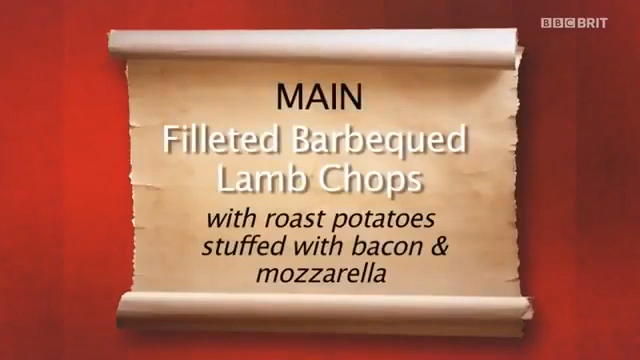 BBC BRIT
MAIN
Filleted Barbequed
Lamb Chops
with roast potatoes
stuffed with bacon &
mozzarella